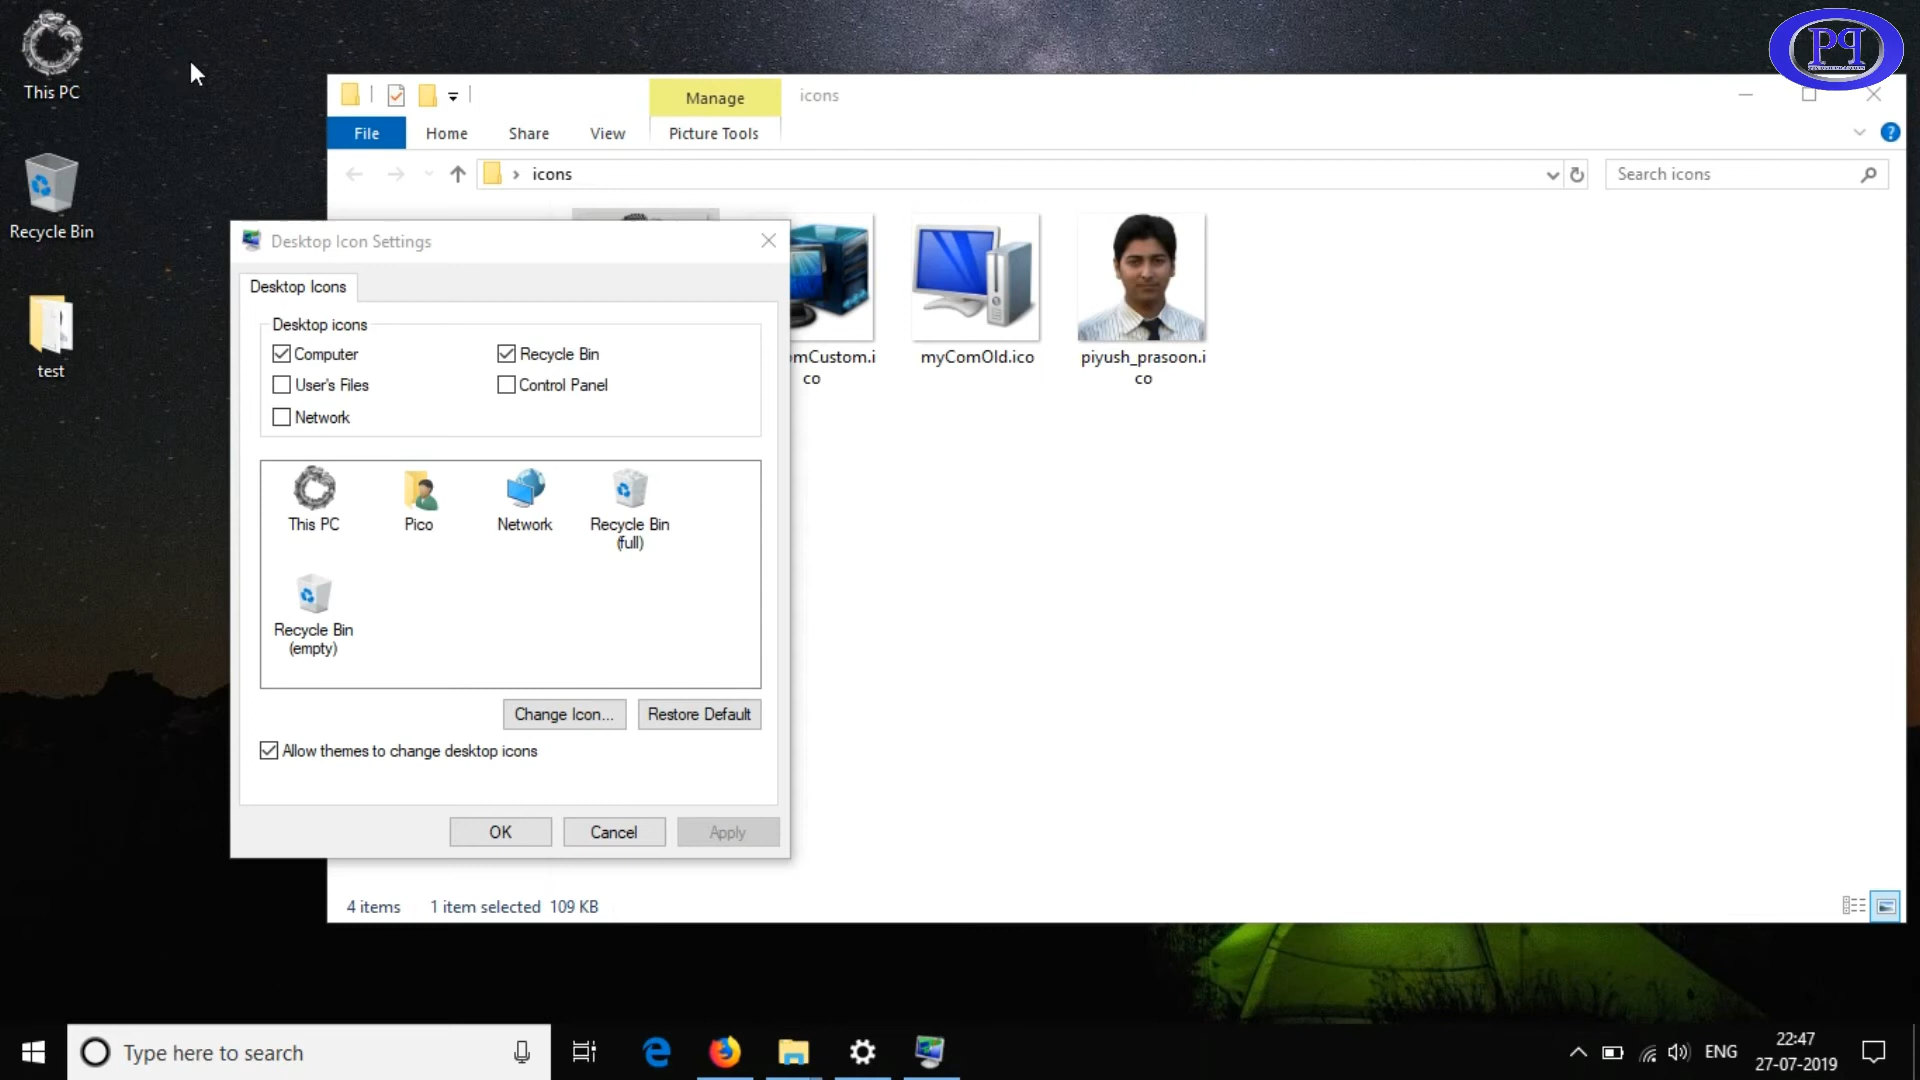 This PC
Recycle Bin
test
Manage
icons
File
Home
Share
View
Picture Tools
icons
Search icons
Desktop Icon Settings
Desktop Icons
Desktop icons
Computer
Recycle Bin
User's Files
Control Panel
Network
This PC
Pico
Network
Recycle Bin
(full)
Recycle Bin
(empty)
Change Icon...
Restore Default
Allow themes to change desktop icons
OK
Cancel
Apply
omCustom.i
co
myComOld.ico
piyush_prasoon.i
co
4 items
1 item selected 109 KB
Pq
Type here to search
ENG
22:47
27-07-2019